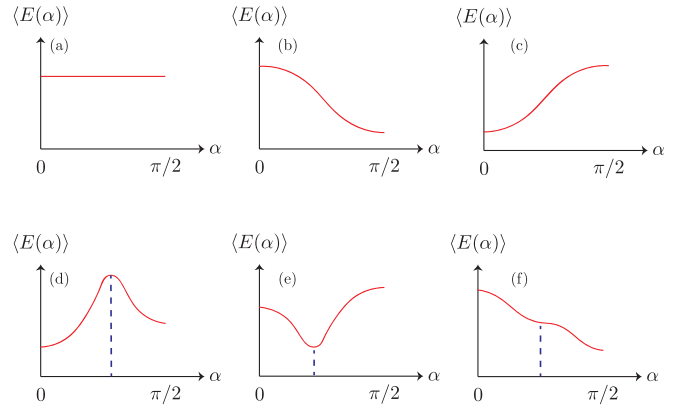 ⟨E(α)⟩ ⟨E(α)⟩ ⟨E(α)⟩
(a) (b) (c)
α α α
0 π/2 0 π/2 0 π/2
⟨E(α)⟩ ⟨E(α)⟩ ⟨E(α)⟩
(d) (e) (f)
α α α
0 π/2 0 π/2 0 π/2